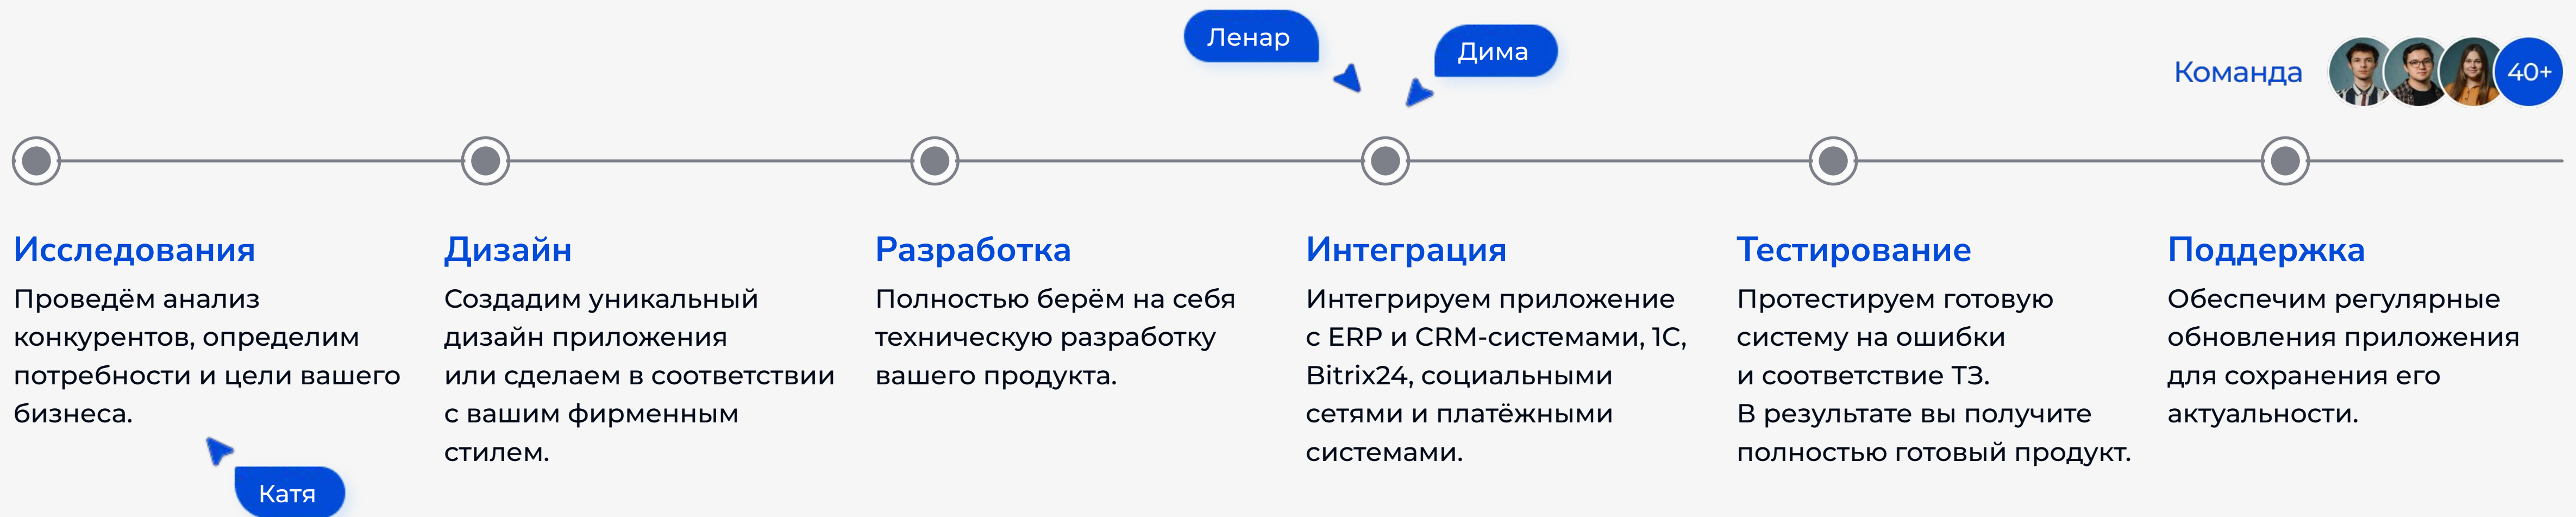 Ленар
Дима
Команда
40+
Исследования
Проведём анализ
конкурентов, определим
потребности и цели вашего
бизнеса.
Катя
Дизайн
Создадим уникальный
дизайн приложения
или сделаем в соответствии
с вашим фирменным
стилем.
Разработка
Полностью берём на себя
техническую разработку
вашего продукта.
Интеграция
Интегрируем приложение
с ERP и CRM-системами, 1С,
Bitrix24, социальными
сетями и платёжными
системами.
Тестирование
Протестируем готовую
систему на ошибки
и соответствие ТЗ.
В результате вы получите
полностью готовый продукт.
Поддержка
Обеспечим регулярные
обновления приложения
для сохранения его
актуальности.